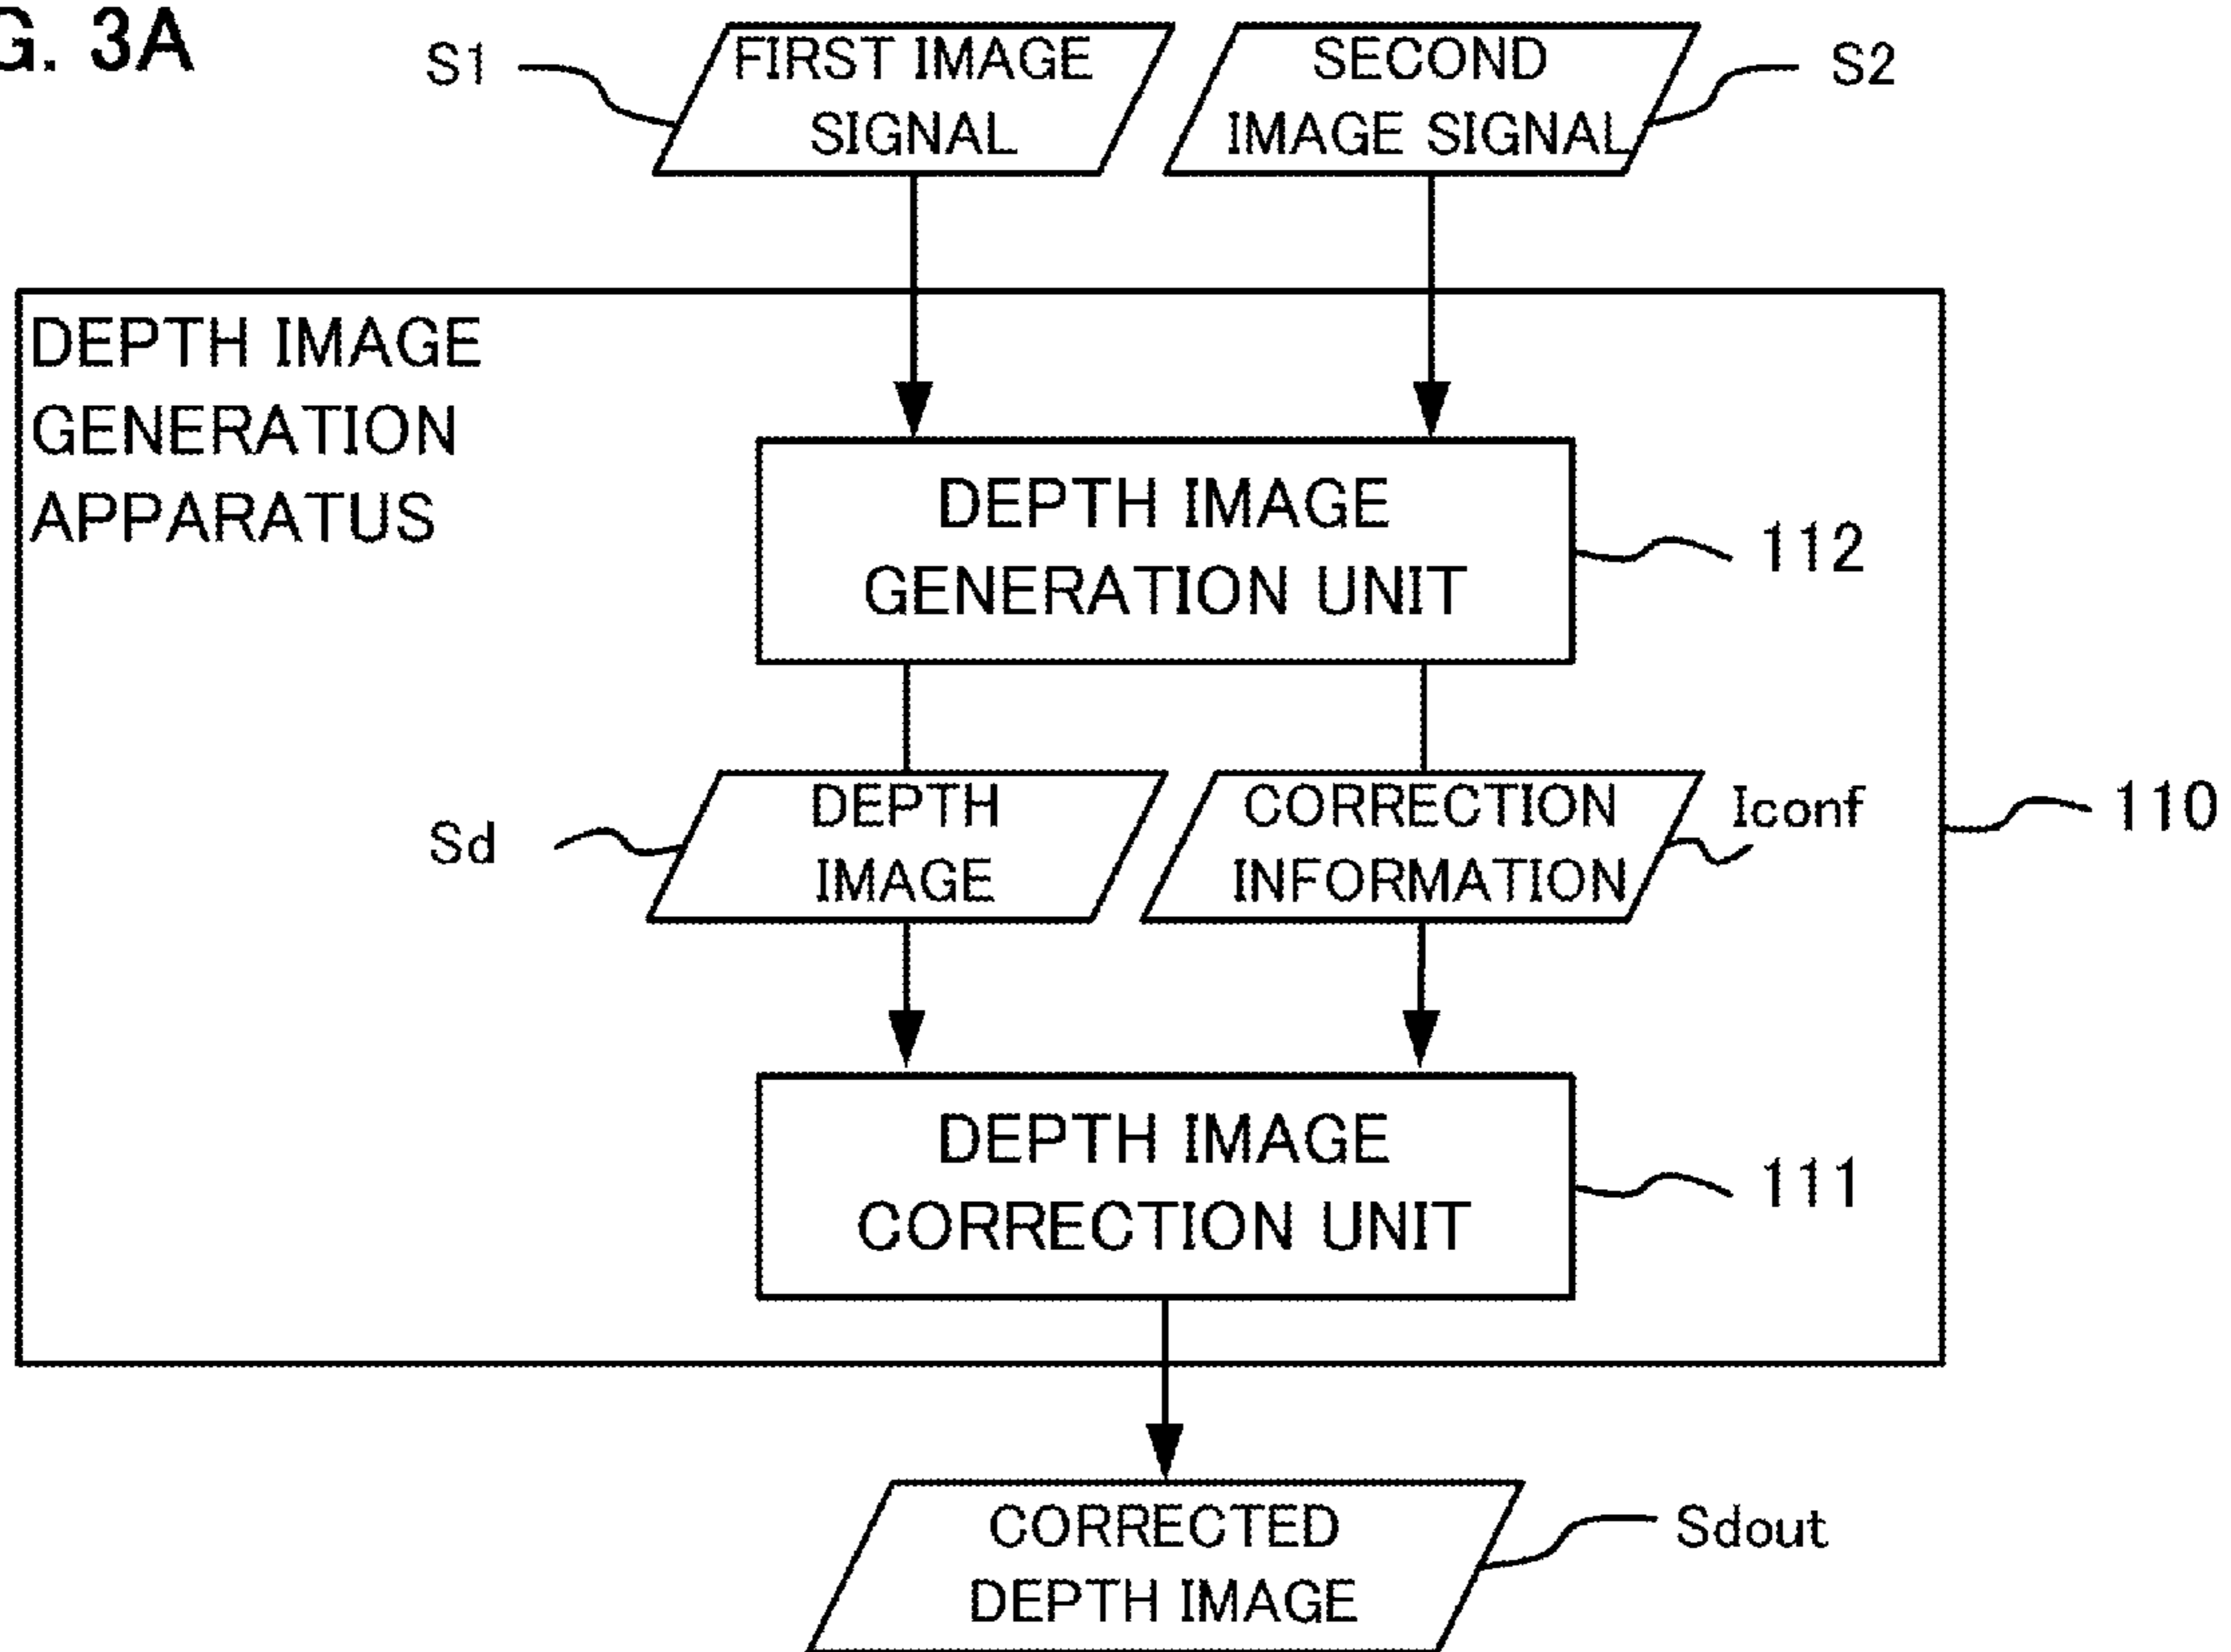 G. 3A
S1
FIRST IMAGE
SIGNAL
SECOND
IMAGE SIGNAL
S2
DEPTH IMAGE
GENERATION
APPARATUS
DEPTH IMAGE
GENERATION UNIT
112
Sd
DEPTH
IMAGE
CORRECTION
INFORMATION
Iconf
110
DEPTH IMAGE
CORRECTION UNIT
111
CORRECTED
DEPTH IMAGE
Sdout